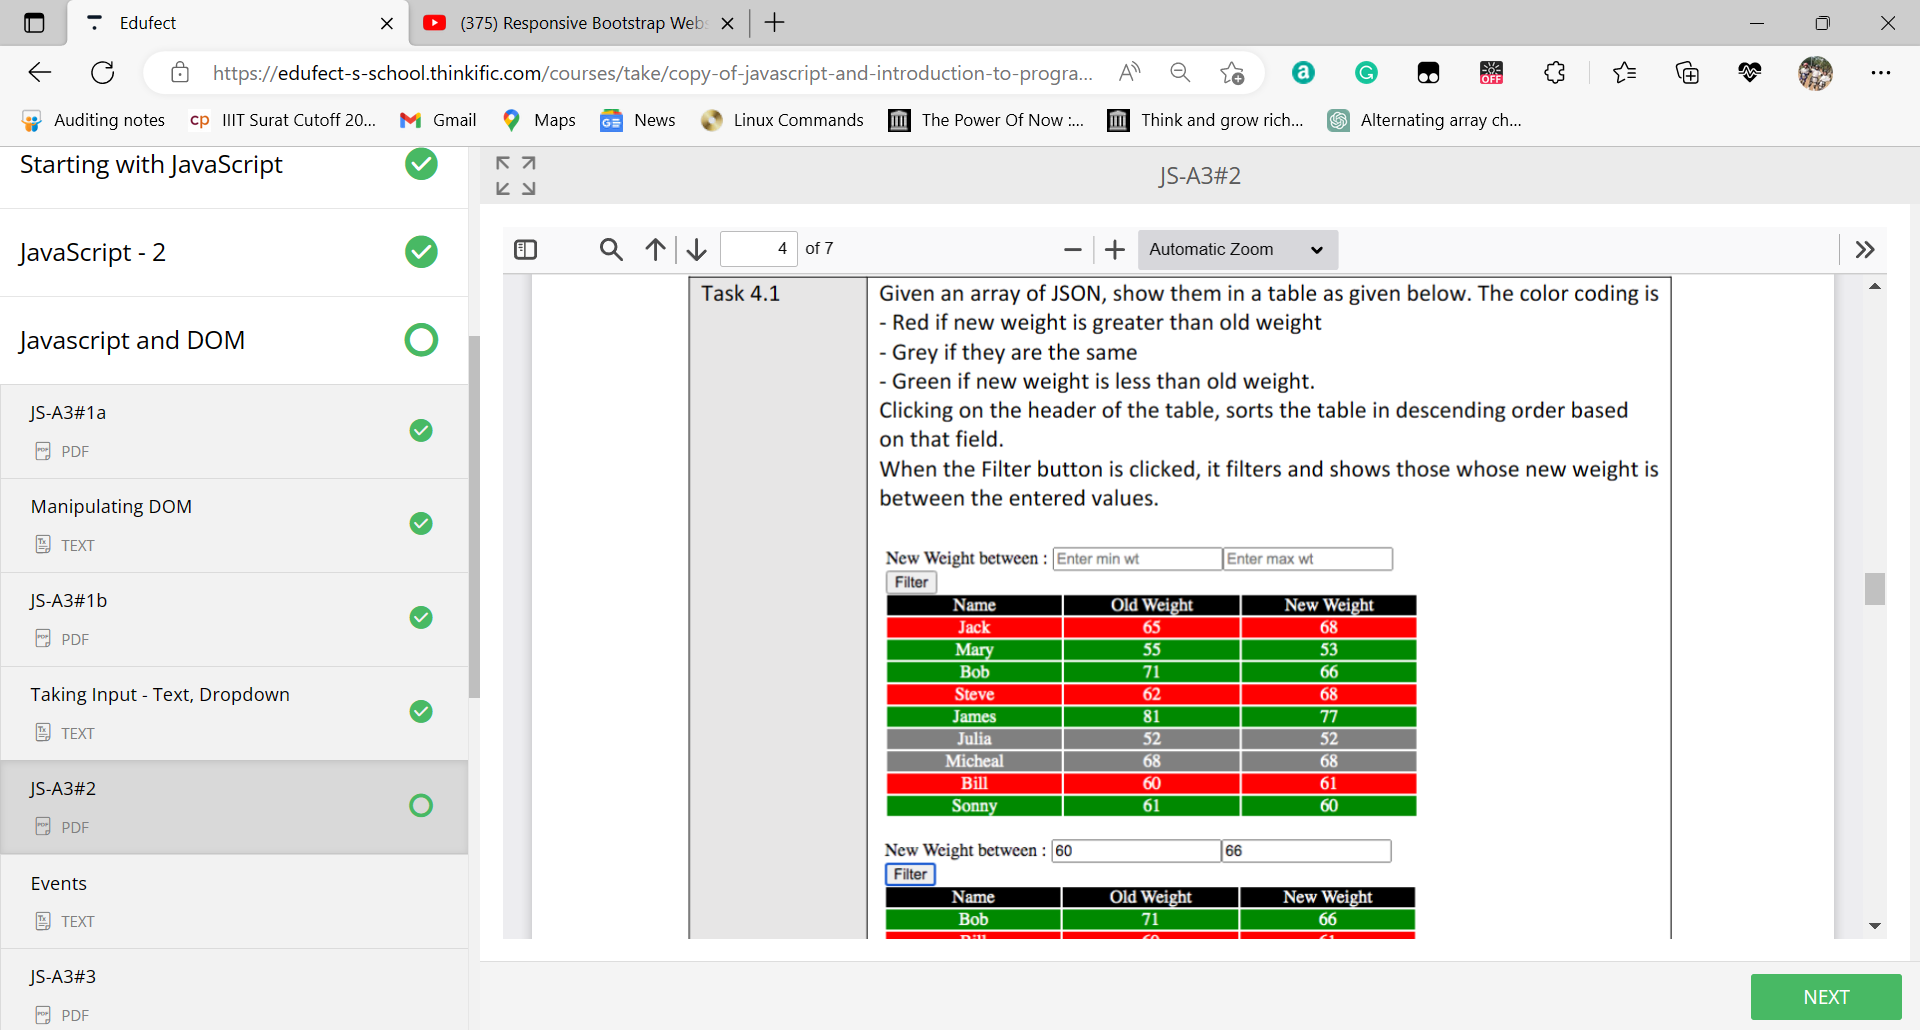 Edufect
(375) Responsive Bootstrap Web
https://edufect-s-school.thinkific.com/courses/take/copy-of-javascript-and-introduction-to-progra...
Auditing notes
IIIT Surat Cutoff 20...
Gmail
Maps
News
Linux Commands
The Power Of Now :...
Think and grow rich...
Alternating array ch...
Starting with JavaScript
JavaScript - 2
Javascript and DOM
JS-A3#1a
PDF
Manipulating DOM
TEXT
JS-A3#1b
PDF
Taking Input - Text, Dropdown
TEXT
JS-A3#2
PDF
Events
TEXT
JS-A3#3
PDF
JS-A3#2
4 of 7
Automatic Zoom
Task 4.1
Given an array of JSON, show them in a table as given below. The color coding is
- Red if new weight is greater than old weight
- Grey if they are the same
- Green if new weight is less than old weight.
Clicking on the header of the table, sorts the table in descending order based
on that field.
When the Filter button is clicked, it filters and shows those whose new weight is
between the entered values.
New Weight between : Enter min wt Enter max wt
Filter
Name Old Weight New Weight
Jack 65 68
Mary 55 53
Bob 71 66
Steve 62 68
James 81 77
Julia 52 52
Micheal 68 68
Bill 60 61
Sonny 61 60
New Weight between : 60 66
Filter
Name Old Weight New Weight
Bob 71 66
Bill 60 61
NEXT